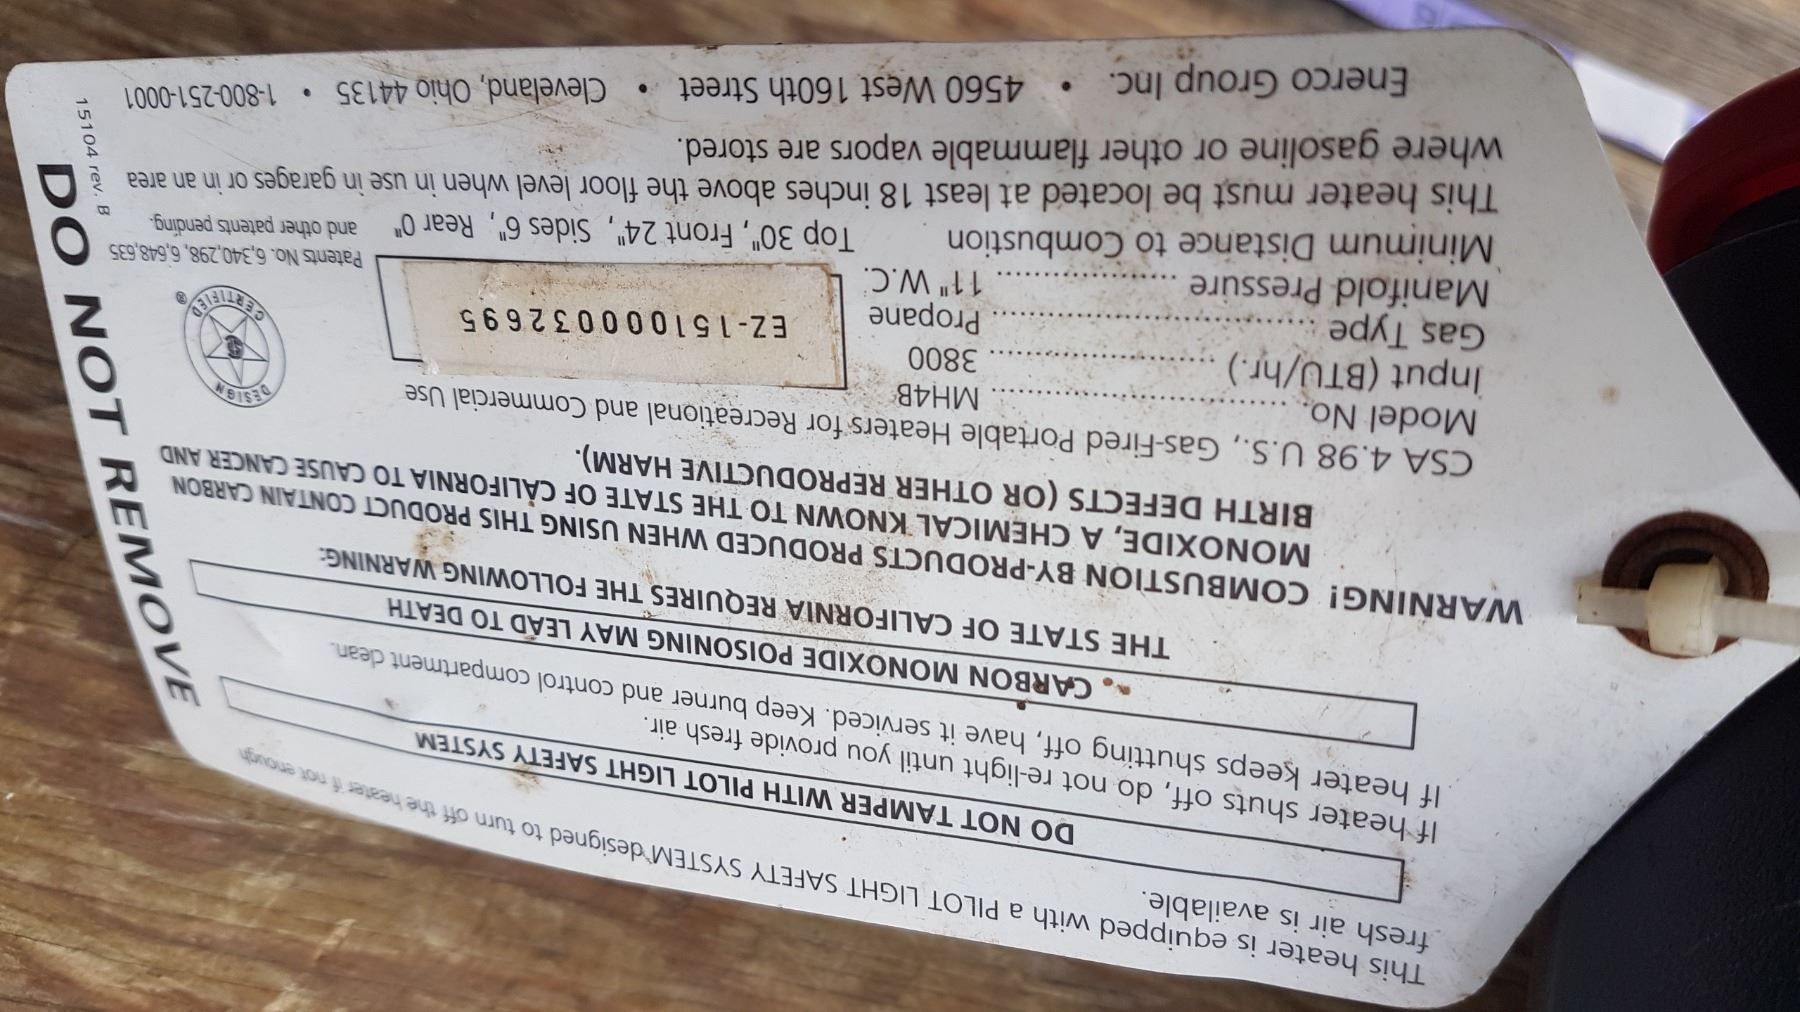 This heater is equipped with a PILOT LIGHT SAFETY SYSTEM designed to turn off the heater if not enough
fresh air is available.
DO NOT TAMPER WITH PILOT LIGHT SAFETY SYSTEM
If heater shuts off, do not re-light until you provide fresh air.
If heater keeps shutting off, have it serviced. Keep burner and control compartment clean.
CARBON MONOXIDE POISONING MAY LEAD TO DEATH
THE STATE OF CALIFORNIA REQUIRES THE FOLLOWING WARNING:
WARNING! COMBUSTION BY-PRODUCTS PRODUCED WHEN USING THIS PRODUCT CONTAIN CARBON
MONOXIDE, A CHEMICAL KNOWN TO THE STATE OF CALIFORNIA TO CAUSE CANCER AND
BIRTH DEFECTS (OR OTHER REPRODUCTIVE HARM).
CSA 4.98 U.S., Gas-Fired Portable Heaters for Recreational and Commercial Use
Model No. .......................... MH4B
Input (BTU/hr.) .................... 3800
Gas Type ........................... Propane
Manifold Pressure .................. 11" W.C.
Minimum Distance to Combustion Top 30", Front 24", Sides 6", Rear 0"
EZ-151000032695
DESIGN CERTIFIED ®
Patents No. 6,340,298, 6,648,635
and other patents pending.
This heater must be located at least 18 inches above the floor level when in use in garages or in an area
where gasoline or other flammable vapors are stored.
Enerco Group Inc. • 4560 West 160th Street • Cleveland, Ohio 44135 • 1-800-251-0001
DO NOT REMOVE
15104 rev. B